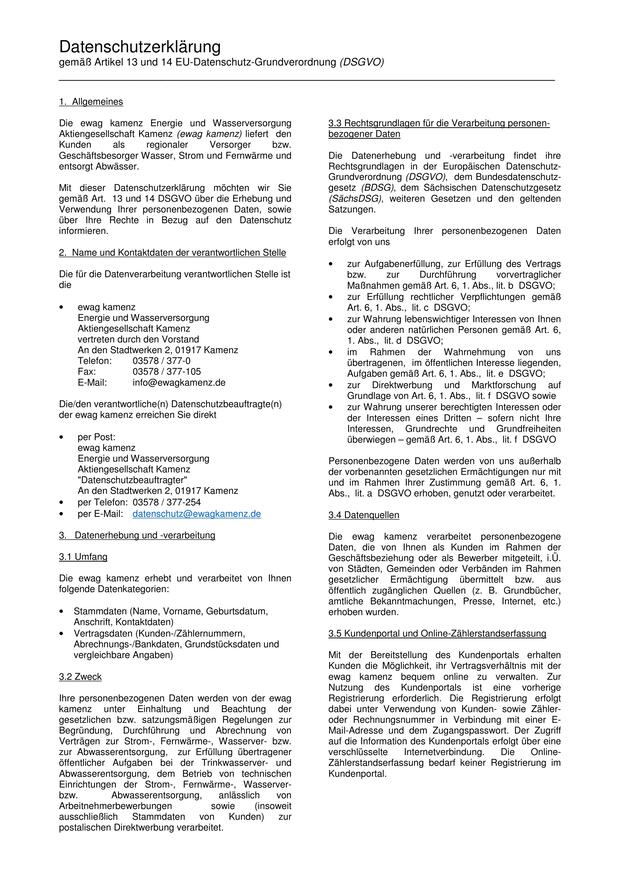 Datenschutzerklärung
gemäß Artikel 13 und 14 EU-Datenschutz-Grundverordnung (DSGVO)
1. Allgemeines
Die ewag kamenz Energie und Wasserversorgung
Aktiengesellschaft Kamenz (ewag kamenz) liefert den
Kunden als regionaler Versorger bzw.
Geschäftsbesorger Wasser, Strom und Fernwärme und
entsorgt Abwässer.
Mit dieser Datenschutzerklärung möchten wir Sie
gemäß Art. 13 und 14 DSGVO über die Erhebung und
Verwendung Ihrer personenbezogenen Daten, sowie
über Ihre Rechte in Bezug auf den Datenschutz
informieren.
2. Name und Kontaktdaten der verantwortlichen Stelle
Die für die Datenverarbeitung verantwortlichen Stelle ist
die
• ewag kamenz
Energie und Wasserversorgung
Aktiengesellschaft Kamenz
vertreten durch den Vorstand
An den Stadtwerken 2, 01917 Kamenz
Telefon: 03578 / 377-0
Fax: 03578 / 377-105
E-Mail: info@ewagkamenz.de
Die/den verantwortliche(n) Datenschutzbeauftragte(n)
der ewag kamenz erreichen Sie direkt
• per Post:
ewag kamenz
Energie und Wasserversorgung
Aktiengesellschaft Kamenz
"Datenschutzbeauftragter"
An den Stadtwerken 2, 01917 Kamenz
• per Telefon: 03578 / 377-254
• per E-Mail: datenschutz@ewagkamenz.de
3. Datenerhebung und -verarbeitung
3.1 Umfang
Die ewag kamenz erhebt und verarbeitet von Ihnen
folgende Datenkategorien:
• Stammdaten (Name, Vorname, Geburtsdatum,
Anschrift, Kontaktdaten)
• Vertragsdaten (Kunden-/Zählernummern,
Abrechnungs-/Bankdaten, Grundstücksdaten und
vergleichbare Angaben)
3.2 Zweck
Ihre personenbezogenen Daten werden von der ewag
kamenz unter Einhaltung und Beachtung der
gesetzlichen bzw. satzungsmäßigen Regelungen zur
Begründung, Durchführung und Abrechnung von
Verträgen zur Strom-, Fernwärme-, Wasserver- bzw.
zur Abwasserentsorgung, zur Erfüllung übertragener
öffentlicher Aufgaben bei der Trinkwasserver- und
Abwasserentsorgung, dem Betrieb von technischen
Einrichtungen der Strom-, Fernwärme-, Wasserver-
bzw. Abwasserentsorgung, anlässlich von
Arbeitnehmerbewerbungen sowie (insoweit
ausschließlich Stammdaten von Kunden) zur
postalischen Direktwerbung verarbeitet.
3.3 Rechtsgrundlagen für die Verarbeitung personen-
bezogener Daten
Die Datenerhebung und -verarbeitung findet ihre
Rechtsgrundlagen in der Europäischen Datenschutz-
Grundverordnung (DSGVO), dem Bundesdatenschutz-
gesetz (BDSG), dem Sächsischen Datenschutzgesetz
(SächsDSG), weiteren Gesetzen und den geltenden
Satzungen.
Die Verarbeitung Ihrer personenbezogenen Daten
erfolgt von uns
• zur Aufgabenerfüllung, zur Erfüllung des Vertrags
bzw. zur Durchführung vorvertraglicher
Maßnahmen gemäß Art. 6, 1. Abs., lit. b DSGVO;
• zur Erfüllung rechtlicher Verpflichtungen gemäß
Art. 6, 1. Abs., lit. c DSGVO;
• zur Wahrung lebenswichtiger Interessen von Ihnen
oder anderen natürlichen Personen gemäß Art. 6,
1. Abs., lit. d DSGVO;
• im Rahmen der Wahrnehmung von uns
übertragenen, im öffentlichen Interesse liegenden,
Aufgaben gemäß Art. 6, 1. Abs., lit. e DSGVO;
• zur Direktwerbung und Marktforschung auf
Grundlage von Art. 6, 1. Abs., lit. f DSGVO sowie
• zur Wahrung unserer berechtigten Interessen oder
der Interessen eines Dritten – sofern nicht Ihre
Interessen, Grundrechte und Grundfreiheiten
überwiegen – gemäß Art. 6, 1. Abs., lit. f DSGVO
Personenbezogene Daten werden von uns außerhalb
der vorbenannten gesetzlichen Ermächtigungen nur mit
und im Rahmen Ihrer Zustimmung gemäß Art. 6, 1.
Abs., lit. a DSGVO erhoben, genutzt oder verarbeitet.
3.4 Datenquellen
Die ewag kamenz verarbeitet personenbezogene
Daten, die von Ihnen als Kunden im Rahmen der
Geschäftsbeziehung oder als Bewerber mitgeteilt, i.Ü.
von Städten, Gemeinden oder Verbänden im Rahmen
gesetzlicher Ermächtigung übermittelt bzw. aus
öffentlich zugänglichen Quellen (z. B. Grundbücher,
amtliche Bekanntmachungen, Presse, Internet, etc.)
erhoben wurden.
3.5 Kundenportal und Online-Zählerstandserfassung
Mit der Bereitstellung des Kundenportals erhalten
Kunden die Möglichkeit, ihr Vertragsverhältnis mit der
ewag kamenz bequem online zu verwalten. Zur
Nutzung des Kundenportals ist eine vorherige
Registrierung erforderlich. Die Registrierung erfolgt
dabei unter Verwendung von Kunden- sowie Zähler-
oder Rechnungsnummer in Verbindung mit einer E-
Mail-Adresse und dem Zugangspasswort. Der Zugriff
auf die Information des Kundenportals erfolgt über eine
verschlüsselte Internetverbindung. Die Online-
Zählerstandserfassung bedarf keiner Registrierung im
Kundenportal.